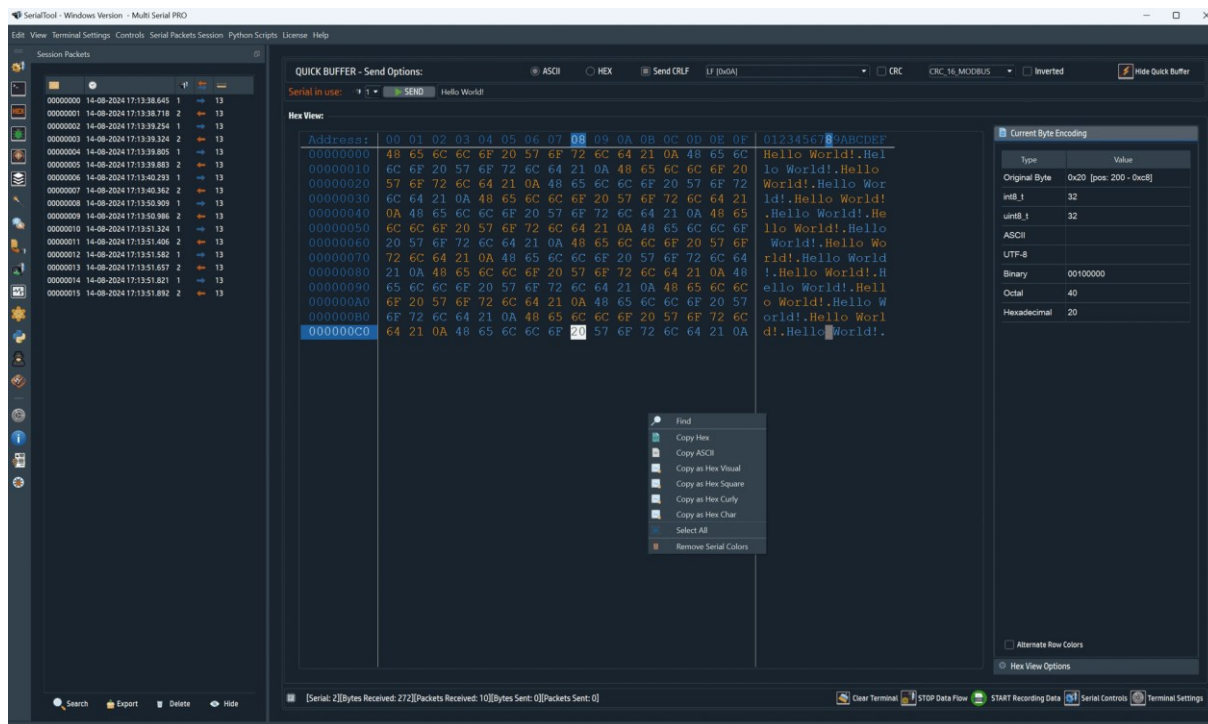 SerialTool - Windows Version - Multi Serial PRO
Edit View Terminal Settings Controls Serial Packets Session Python Scripts License Help
Session Packets
00000000 14-08-2024 17:13:38.645 1 13
00000001 14-08-2024 17:13:38.718 2 13
00000002 14-08-2024 17:13:39.254 1 13
00000003 14-08-2024 17:13:39.324 2 13
00000004 14-08-2024 17:13:39.805 1 13
00000005 14-08-2024 17:13:39.883 2 13
00000006 14-08-2024 17:13:40.293 1 13
00000007 14-08-2024 17:13:40.362 2 13
00000008 14-08-2024 17:13:50.909 1 13
00000009 14-08-2024 17:13:50.986 2 13
00000010 14-08-2024 17:13:51.324 1 13
00000011 14-08-2024 17:13:51.406 2 13
00000012 14-08-2024 17:13:51.582 1 13
00000013 14-08-2024 17:13:51.657 2 13
00000014 14-08-2024 17:13:51.821 1 13
00000015 14-08-2024 17:13:51.892 2 13
Search Export Delete Hide
QUICK BUFFER - Send Options: ASCII HEX Send CRLF LF [0x0A] CRC CRC_16_MODBUS Inverted Hide Quick Buffer
Serial in use: 1 SEND Hello World!
Hex View:
Address: 00 01 02 03 04 05 06 07 08 09 0A 0B 0C 0D 0E 0F 0123456789ABCDEF
00000000 48 65 6C 6C 6F 20 57 6F 72 6C 64 21 0A 48 65 6C Hello World!.Hel
00000010 6C 6F 20 57 6F 72 6C 64 21 0A 48 65 6C 6C 6F 20 lo World!.Hello
00000020 57 6F 72 6C 64 21 0A 48 65 6C 6C 6F 20 57 6F 72 World!.Hello Wor
00000030 6C 64 21 0A 48 65 6C 6C 6F 20 57 6F 72 6C 64 21 ld!.Hello World!
00000040 0A 48 65 6C 6C 6F 20 57 6F 72 6C 64 21 0A 48 65 .Hello World!.He
00000050 6C 6C 6F 20 57 6F 72 6C 64 21 0A 48 65 6C 6C 6F llo World!.Hello
00000060 20 57 6F 72 6C 64 21 0A 48 65 6C 6C 6F 20 57 6F World!.Hello Wo
00000070 72 6C 64 21 0A 48 65 6C 6C 6F 20 57 6F 72 6C 64 rld!.Hello World
00000080 21 0A 48 65 6C 6C 6F 20 57 6F 72 6C 64 21 0A 48 !.Hello World!.H
00000090 65 6C 6C 6F 20 57 6F 72 6C 64 21 0A 48 65 6C 6C ello World!.Hell
000000A0 6F 20 57 6F 72 6C 64 21 0A 48 65 6C 6C 6F 20 57 o World!.Hello W
000000B0 6F 72 6C 64 21 0A 48 65 6C 6C 6F 20 57 6F 72 6C orld!.Hello Worl
000000C0 64 21 0A 48 65 6C 6C 6F 20 57 6F 72 6C 64 21 0A d!.Hello World!.
Find
Copy Hex
Copy ASCII
Copy as Hex Visual
Copy as Hex Square
Copy as Hex Curly
Copy as Hex Char
Select All
Remove Serial Colors
Current Byte Encoding
Type Value
Original Byte 0x20 [pos: 200 - 0xc8]
int8_t 32
uint8_t 32
ASCII
UTF-8
Binary 00100000
Octal 40
Hexadecimal 20
Alternate Row Colors
Hex View Options
[Serial: 2][Bytes Received: 272][Packets Received: 10][Bytes Sent: 0][Packets Sent: 0] Clear Terminal STOP Data Flow START Recording Data Serial Controls Terminal Settings